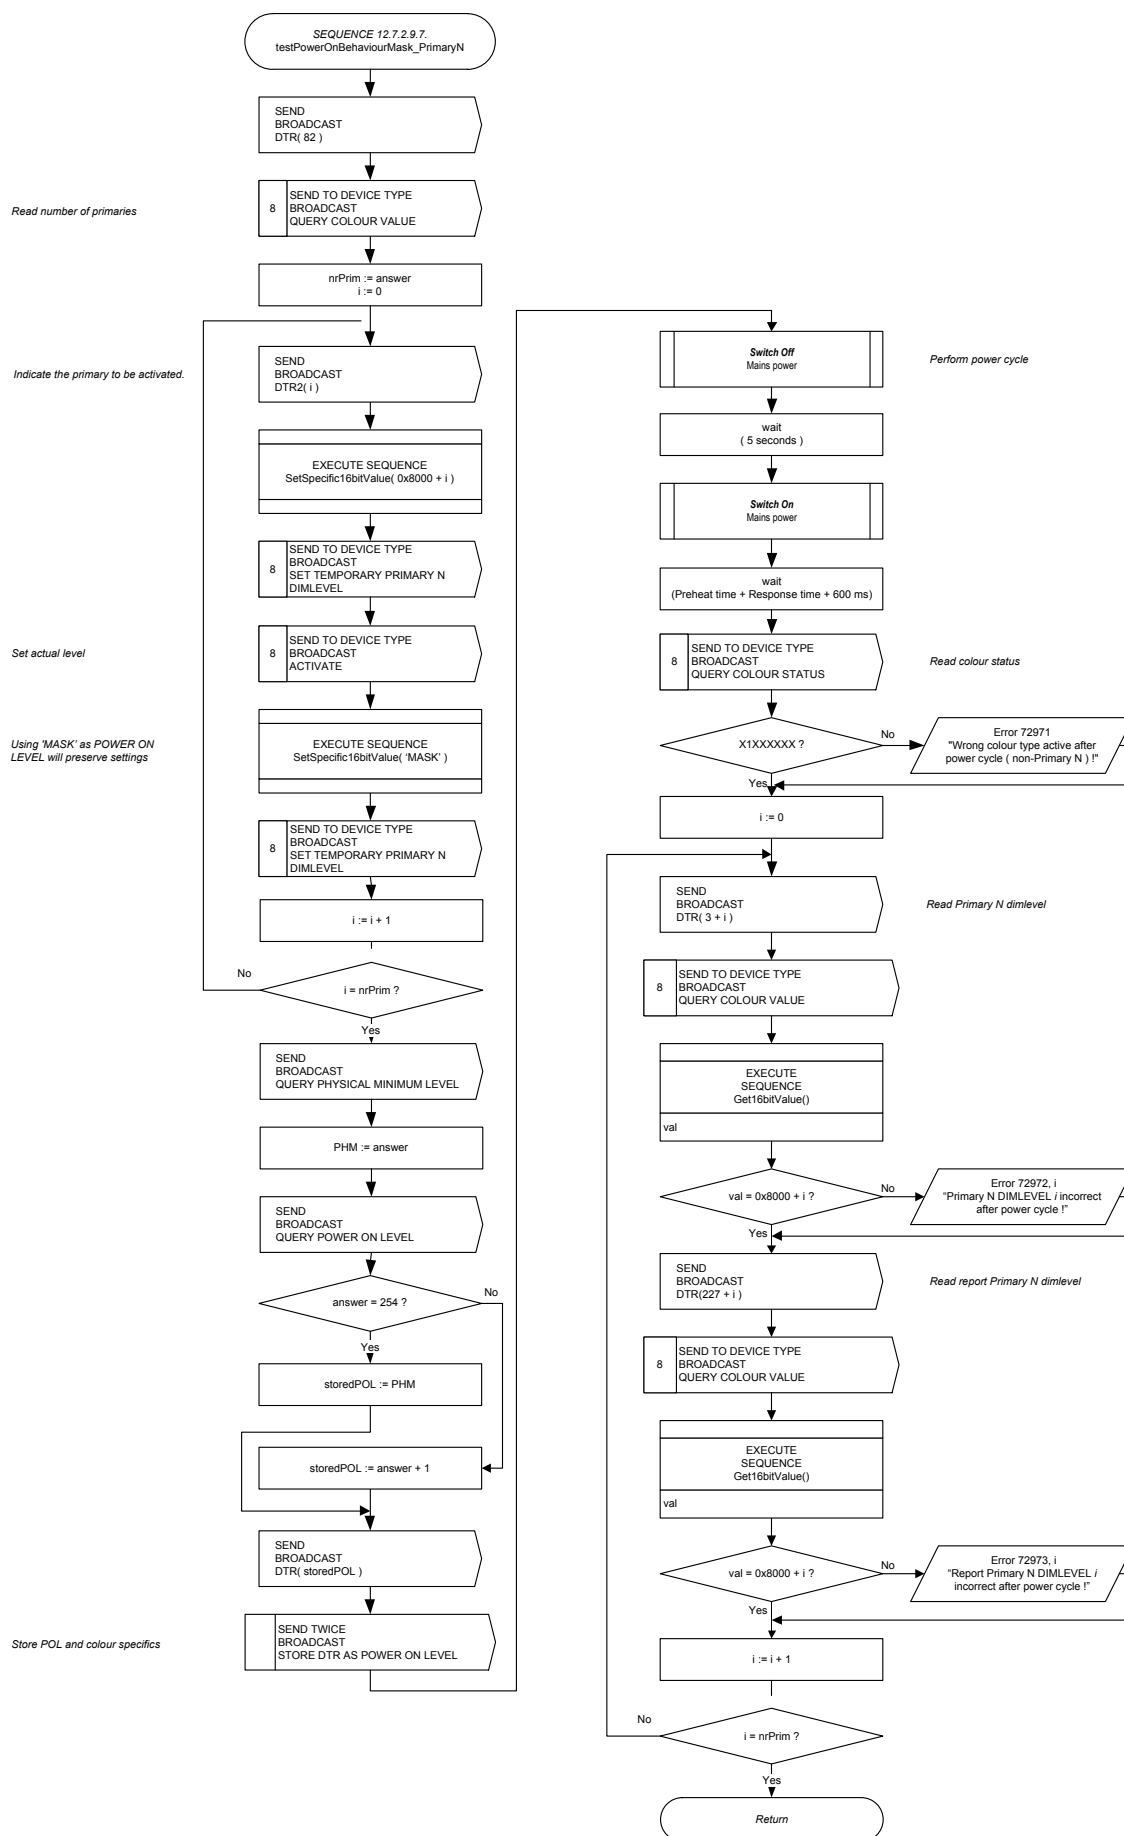 SEQUENCE 12.7.2.9.7.
testPowerOnBehaviourMask_PrimaryN
SEND
BROADCAST
DTR( 82 )
Read number of primaries
8
SEND TO DEVICE TYPE
BROADCAST
QUERY COLOUR VALUE
nrPrim := answer
i := 0
Indicate the primary to be activated.
SEND
BROADCAST
DTR2( i )
EXECUTE SEQUENCE
SetSpecific16bitValue( 0x8000 + i )
8
SEND TO DEVICE TYPE
BROADCAST
SET TEMPORARY PRIMARY N
DIMLEVEL
Set actual level
8
SEND TO DEVICE TYPE
BROADCAST
ACTIVATE
Using 'MASK' as POWER ON
LEVEL will preserve settings
EXECUTE SEQUENCE
SetSpecific16bitValue( 'MASK' )
8
SEND TO DEVICE TYPE
BROADCAST
SET TEMPORARY PRIMARY N
DIMLEVEL
i := i + 1
No
i = nrPrim ?
Yes
SEND
BROADCAST
QUERY PHYSICAL MINIMUM LEVEL
PHM := answer
SEND
BROADCAST
QUERY POWER ON LEVEL
answer = 254 ?
No
Yes
storedPOL := PHM
storedPOL := answer + 1
SEND
BROADCAST
DTR( storedPOL )
Store POL and colour specifics
SEND TWICE
BROADCAST
STORE DTR AS POWER ON LEVEL
Switch Off
Mains power
Perform power cycle
wait
( 5 seconds )
Switch On
Mains power
wait
(Preheat time + Response time + 600 ms)
8
SEND TO DEVICE TYPE
BROADCAST
QUERY COLOUR STATUS
Read colour status
X1XXXXXX ?
No
Error 72971
"Wrong colour type active after
power cycle ( non-Primary N ) !"
Yes
i := 0
SEND
BROADCAST
DTR( 3 + i )
Read Primary N dimlevel
8
SEND TO DEVICE TYPE
BROADCAST
QUERY COLOUR VALUE
EXECUTE
SEQUENCE
Get16bitValue()
val
val = 0x8000 + i ?
No
Error 72972, i
“Primary N DIMLEVEL i incorrect
after power cycle !”
Yes
SEND
BROADCAST
DTR(227 + i )
Read report Primary N dimlevel
8
SEND TO DEVICE TYPE
BROADCAST
QUERY COLOUR VALUE
EXECUTE
SEQUENCE
Get16bitValue()
val
val = 0x8000 + i ?
No
Error 72973, i
“Report Primary N DIMLEVEL i
incorrect after power cycle !”
Yes
i := i + 1
No
i = nrPrim ?
Yes
Return